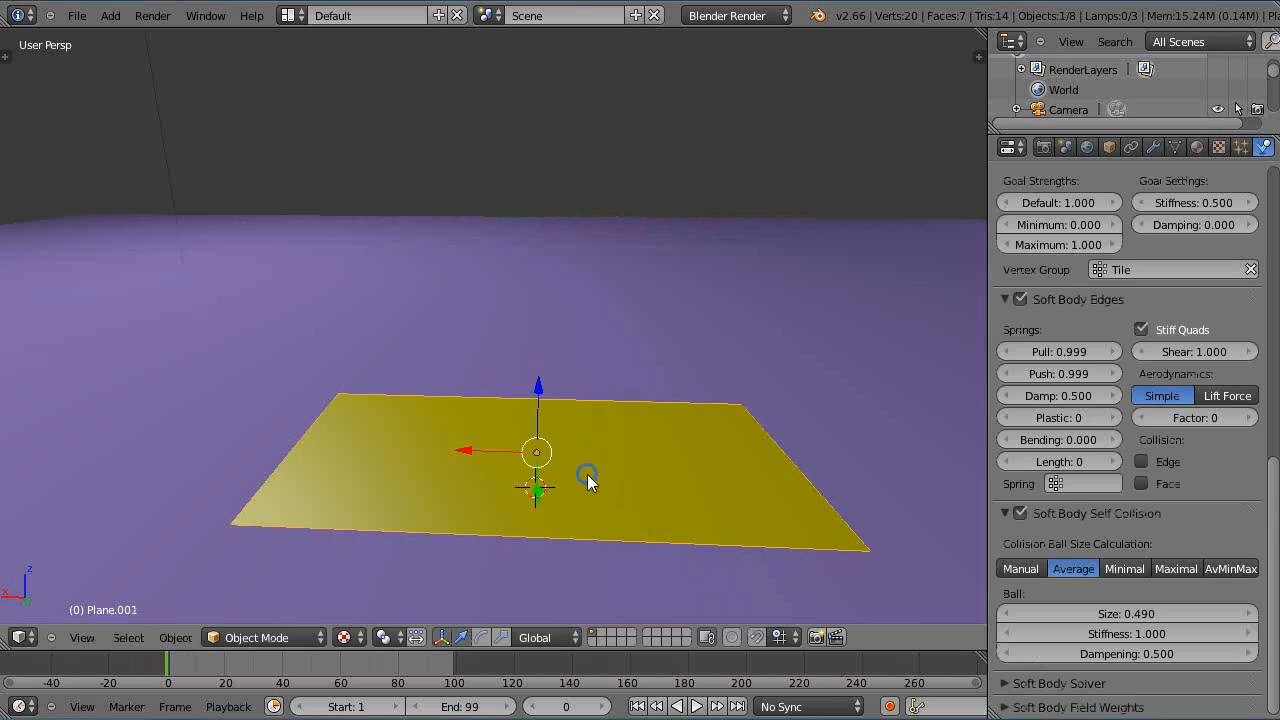 File Add Render Window Help Default Scene Blender Render v2.66 | Verts:20 | Faces:7 | Tris:14 | Objects:1/8 | Lamps:0/3 | Mem:15.24M (0.14M) | Pla
User Persp
View Search All Scenes
RenderLayers
World
Camera
Goal Strengths: Goal Settings:
Default: 1.000 Stiffness: 0.500
Minimum: 0.000 Damping: 0.000
Maximum: 1.000
Vertex Group Tile
Soft Body Edges
Springs: Stiff Quads
Pull: 0.999 Shear: 1.000
Push: 0.999 Aerodynamics:
Damp: 0.500 Simple Lift Force
Plastic: 0 Factor: 0
Bending: 0.000 Collision:
Length: 0 Edge
Spring Face
Soft Body Self Collision
Collision Ball Size Calculation:
Manual Average Minimal Maximal AvMinMax
Ball:
Size: 0.490
Stiffness: 1.000
Dampening: 0.500
Soft Body Solver
Soft Body Field Weights
z
x
(0) Plane.001
View Select Object Object Mode Global
-40 -20 0 20 40 60 80 100 120 140 160 180 200 220 240 260
View Marker Frame Playback Start: 1 End: 99 0 No Sync